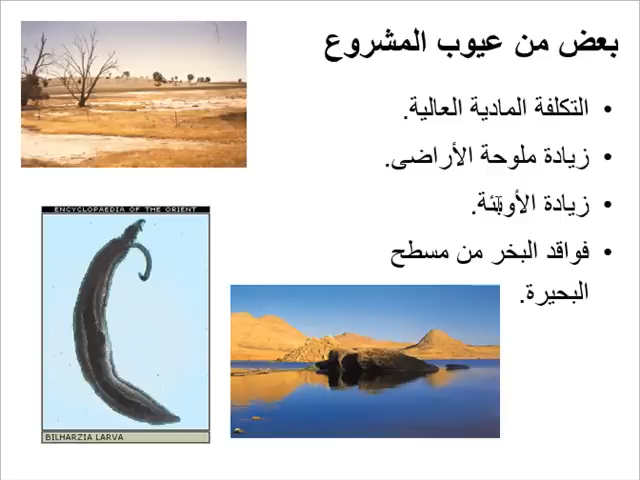 بعض من عيوب المشروع
• التكلفة المادية العالية.
• زيادة ملوحة الأراضى.
• زيادة الأوبئة.
• فواقد البخر من مسطح
البحيرة.
ENCYCLOPAEDIA OF THE ORIENT
BILHARZIA LARVA